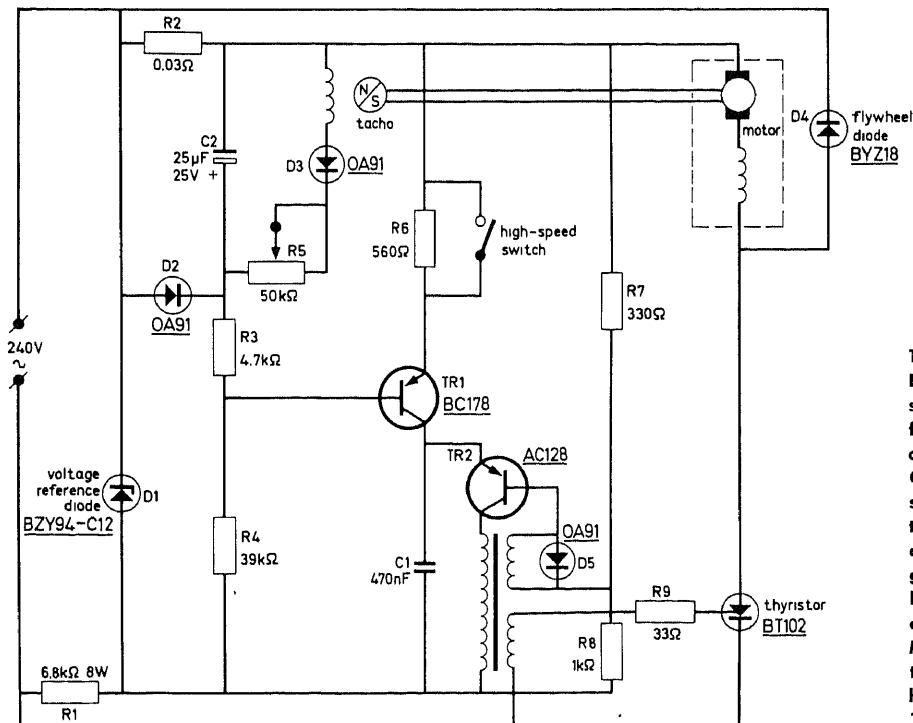 R2
0.03Ω
N
S
tacho
D4
flywheel
diode
BYZ18
motor
C2
25µF
25V +
D3
OA91
R6
560Ω
high-speed
switch
R5
50kΩ
D2
OA91
R7
330Ω
240V
~
R3
4.7kΩ
TR1
BC178
voltage
reference
diode
BZY94-C12
D1
TR2
AC128
R4
39kΩ
C1
470nF
OA91
D5
R9
33Ω
thyristor
BT102
R8
1kΩ
6.8kΩ 8W
R1